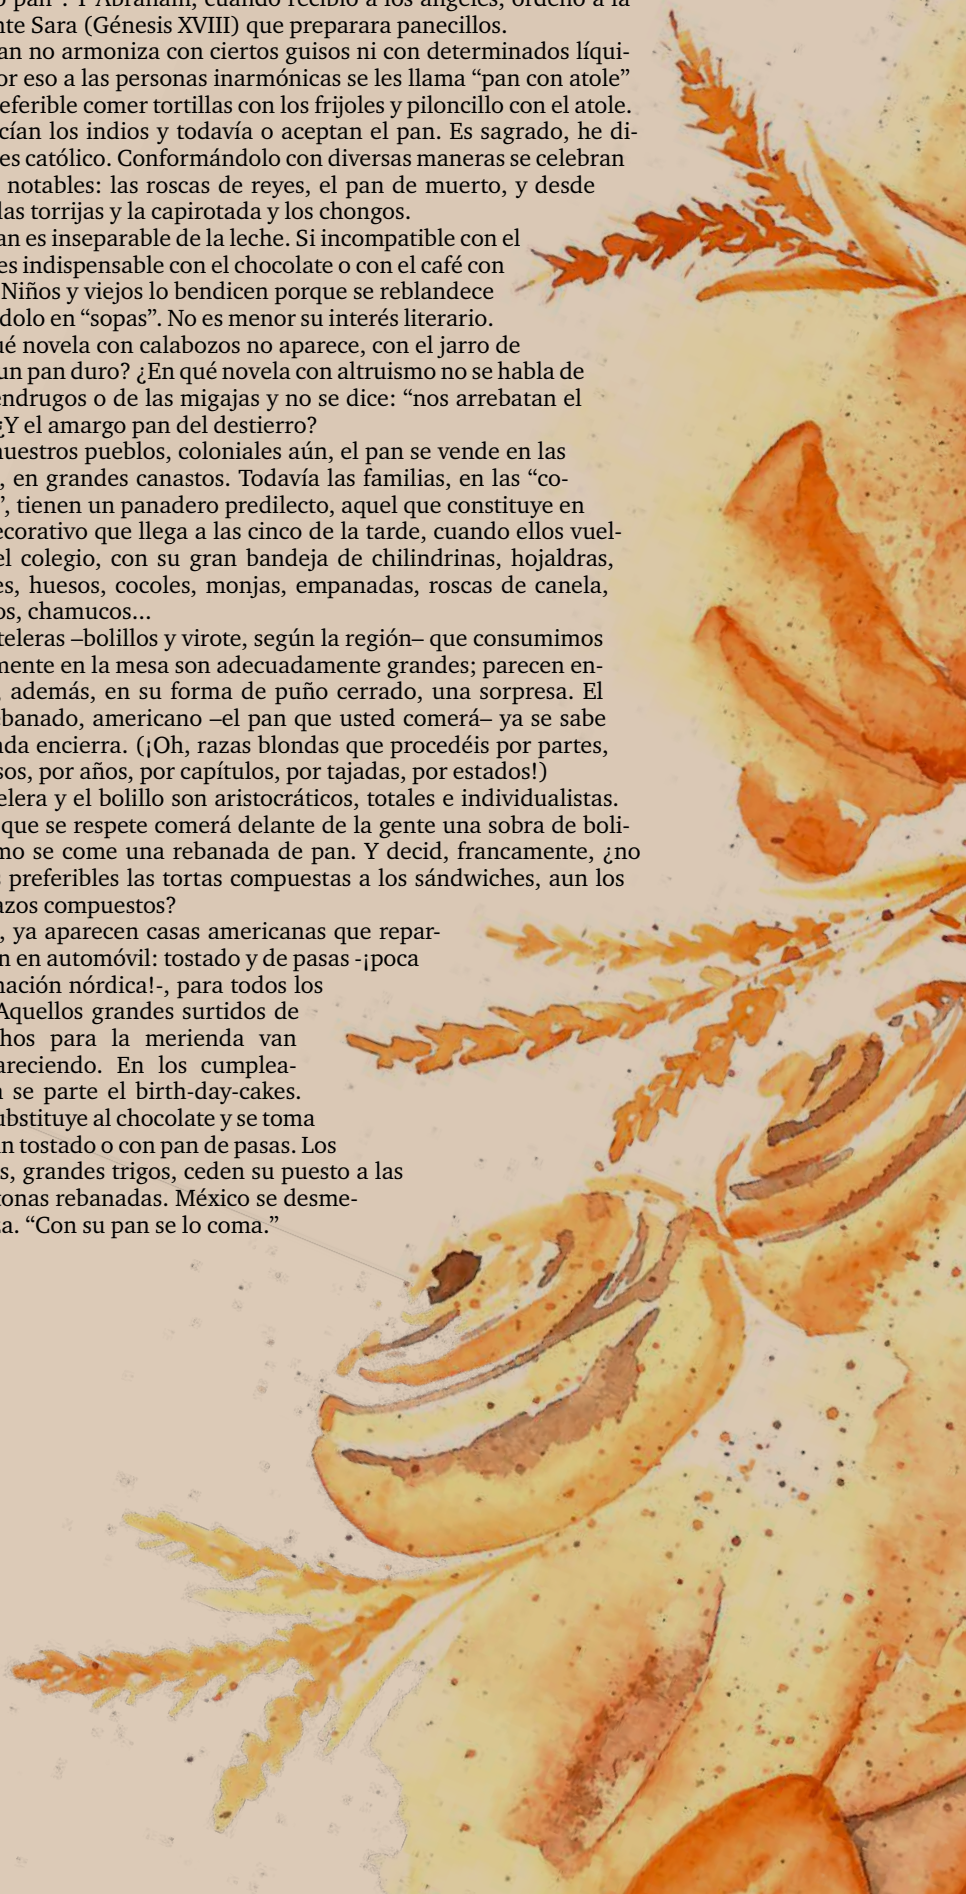 o pan”. Y Abraham, cuando recibió a los ángeles, ordenó a la
nte Sara (Génesis XVIII) que preparara panecillos.
an no armoniza con ciertos guisos ni con determinados líqui-
or eso a las personas inarmónicas se les llama “pan con atole”
eferible comer tortillas con los frijoles y piloncillo con el atole.
cían los indios y todavía o aceptan el pan. Es sagrado, he di-
es católico. Conformándolo con diversas maneras se celebran
notables: las roscas de reyes, el pan de muerto, y desde
las torrijas y la capirotada y los chongos.
an es inseparable de la leche. Si incompatible con el
es indispensable con el chocolate o con el café con
Niños y viejos lo bendicen porque se reblandece
dolo en “sopas”. No es menor su interés literario.
ué novela con calabozos no aparece, con el jarro de
un pan duro? ¿En qué novela con altruismo no se habla de
endrugos o de las migajas y no se dice: “nos arrebatan el
¿Y el amargo pan del destierro?
nuestros pueblos, coloniales aún, el pan se vende en las
, en grandes canastos. Todavía las familias, en las “co-
”, tienen un panadero predilecto, aquel que constituye en
ecorativo que llega a las cinco de la tarde, cuando ellos vuel-
el colegio, con su gran bandeja de chilindrinas, hojaldras,
es, huesos, cocoles, monjas, empanadas, roscas de canela,
os, chamucos...
teleras –bolillos y virote, según la región– que consumimos
mente en la mesa son adecuadamente grandes; parecen en-
, además, en su forma de puño cerrado, una sorpresa. El
ebanado, americano –el pan que usted comerá– ya se sabe
nda encierra. (¡Oh, razas blondas que procedéis por partes,
sos, por años, por capítulos, por tajadas, por estados!)
elera y el bolillo son aristocráticos, totales e individualistas.
que se respete comerá delante de la gente una sobra de boli-
mo se come una rebanada de pan. Y decid, francamente, ¿no
s preferibles las tortas compuestas a los sándwiches, aun los
azos compuestos?
, ya aparecen casas americanas que repar-
n en automóvil: tostado y de pasas -¡poca
nación nórdica!-, para todos los
Aquellos grandes surtidos de
hos para la merienda van
areciendo. En los cumplea-
n se parte el birth-day-cakes.
ubstituye al chocolate y se toma
an tostado o con pan de pasas. Los
s, grandes trigos, ceden su puesto a las
tonas rebanadas. México se desme-
za. “Con su pan se lo coma.”